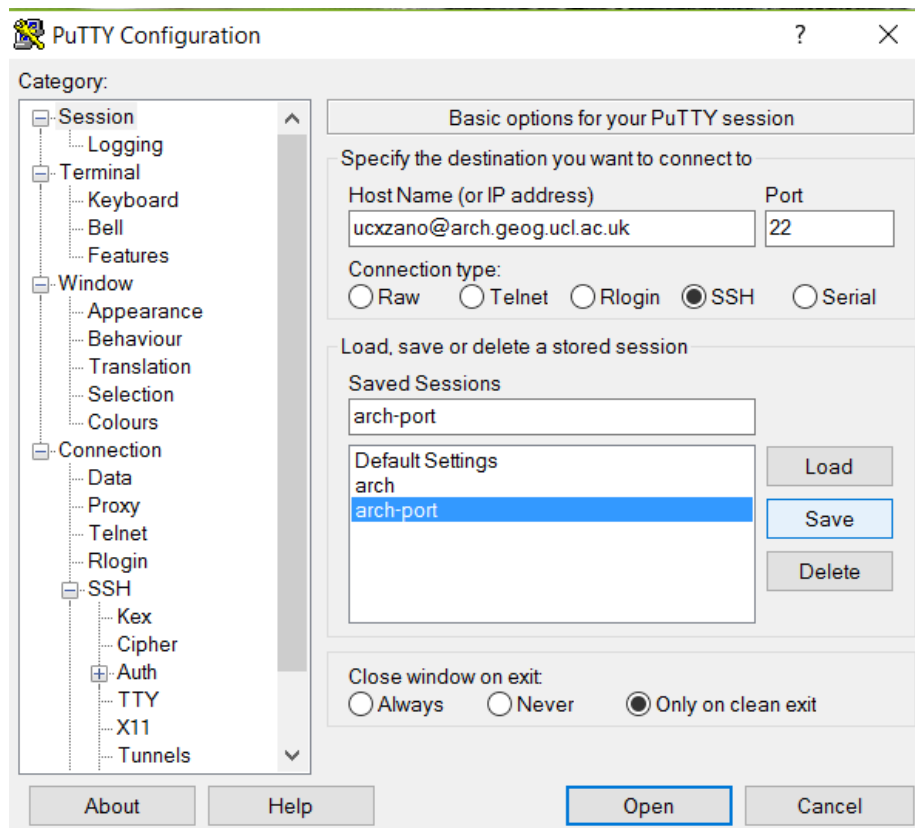 PuTTY Configuration
?
Category:
Session
Logging
Terminal
Keyboard
Bell
Features
Window
Appearance
Behaviour
Translation
Selection
Colours
Connection
Data
Proxy
Telnet
Rlogin
SSH
Kex
Cipher
Auth
TTY
X11
Tunnels
Basic options for your PuTTY session
Specify the destination you want to connect to
Host Name (or IP address) Port
ucxzano@arch.geog.ucl.ac.uk 22
Connection type:
Raw Telnet Rlogin SSH Serial
Load, save or delete a stored session
Saved Sessions
arch-port
Default Settings
arch
arch-port
Load
Save
Delete
Close window on exit:
Always Never Only on clean exit
About Help Open Cancel